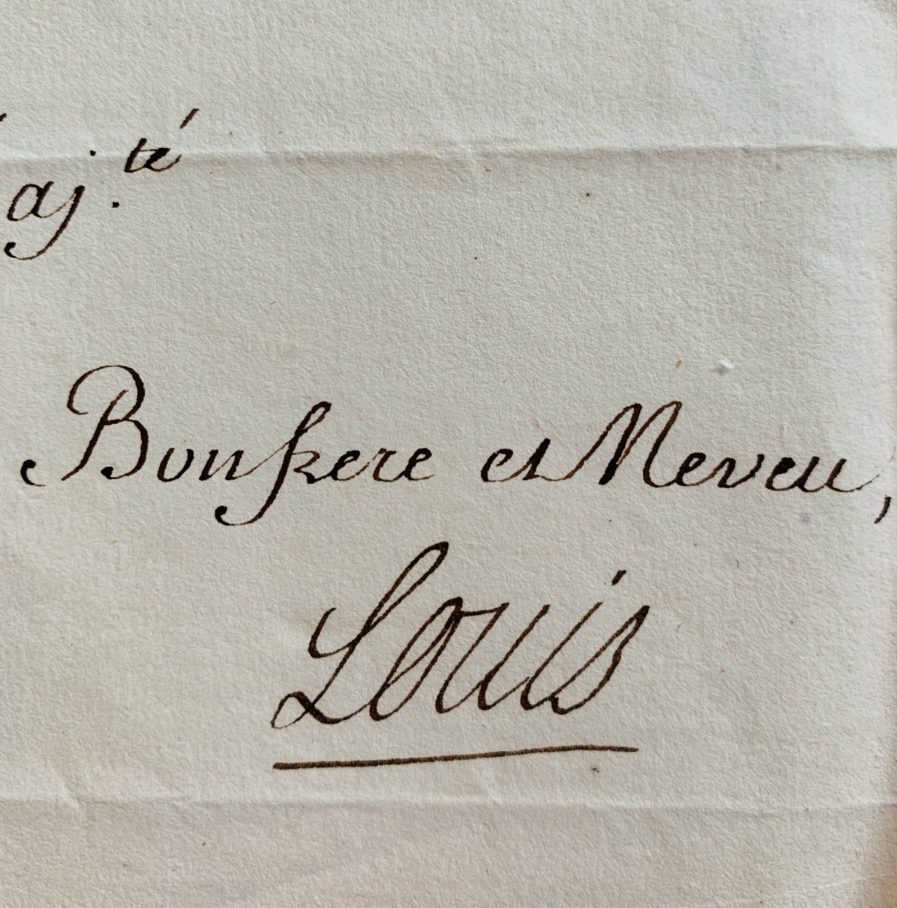 aj.té
Bon frere et Neveu,
Louis